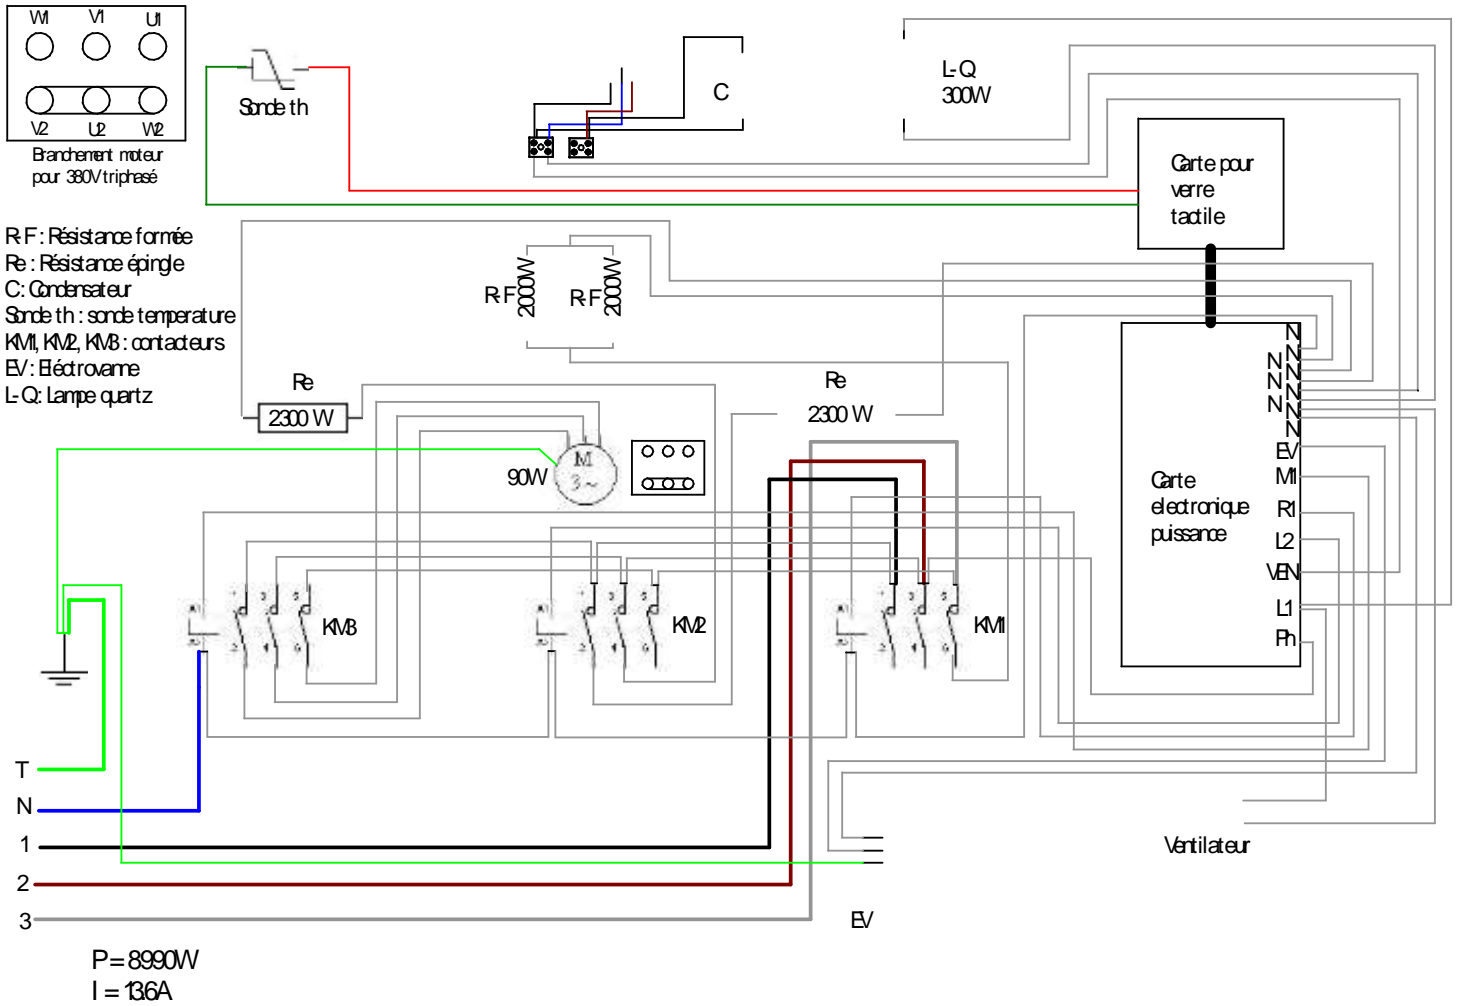 W1 V1 U1
V2 U2 W2
Branchement moteur
pour 380V triphasé
Sonde th
C
L-Q
300W
Carte pour
verre
tactile
R-F : Résistance formée
Re : Résistance épingle
C: Condensateur
Sonde th : sonde temperature
KM1, KM2, KM3 : contacteurs
EV: Eléctrovanne
L-Q: Lampe quartz
R-F
2000W
R-F
2000W
Re
2300 W
Re
2300 W
90W
M
3 ~
N
N
N
N
N
N
N
N
N
EV
M1
R1
L2
VEN
L1
Ph
Carte
electronique
puissance
KM3
KM2
KM1
T
N
1
2
3
Ventilateur
EV
P = 8990W
I = 13.6A